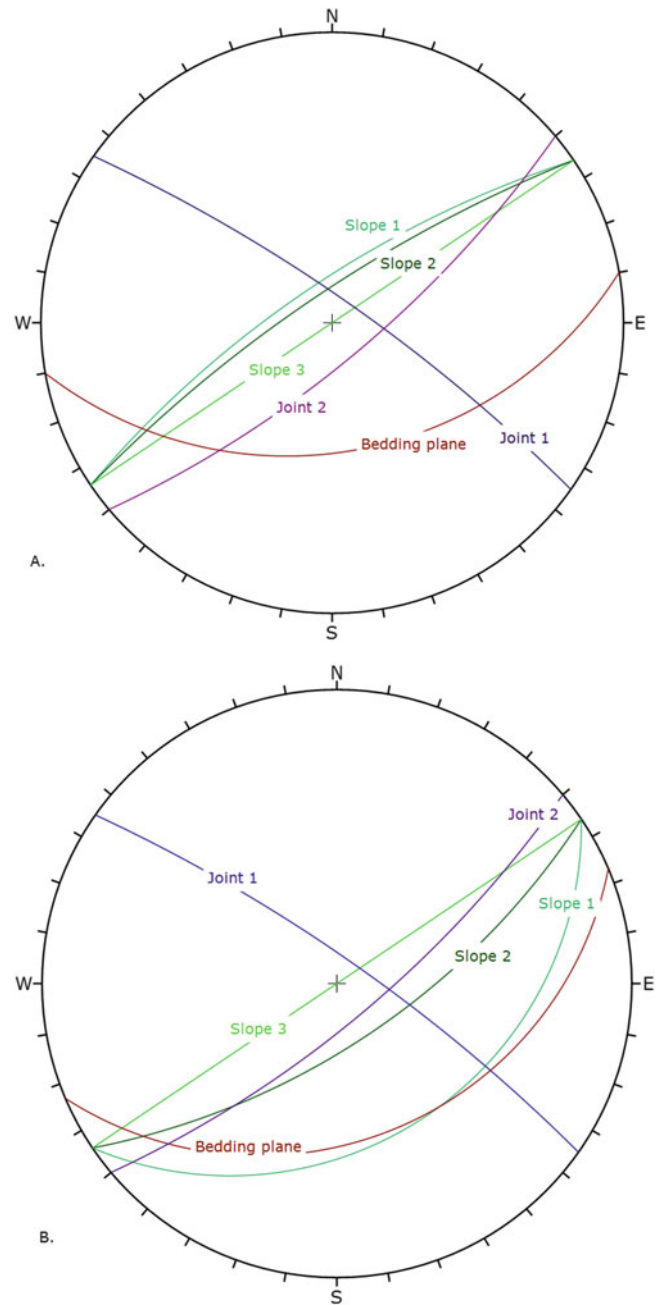 N
Slope 1
Slope 2
W
E
Slope 3
Joint 2
Bedding plane
Joint 1
A.
S
N
Joint 2
Joint 1
Slope 1
Slope 2
W
E
Slope 3
Bedding plane
B.
S